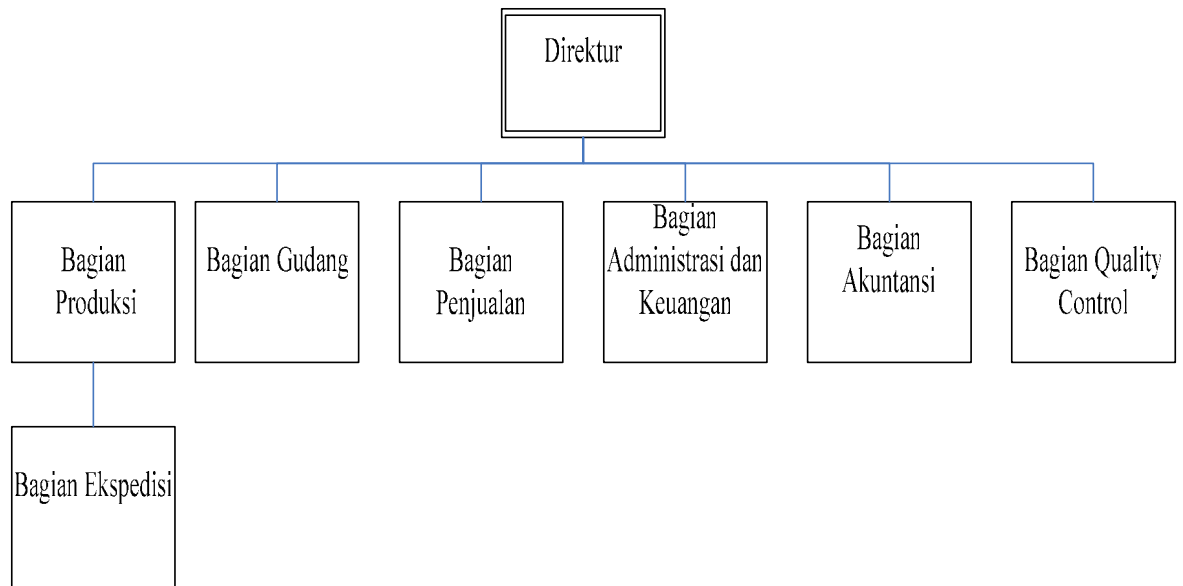 Direktur
Bagian
Produksi
Bagian Gudang
Bagian
Penjualan
Bagian
Administrasi dan
Keuangan
Bagian
Akuntansi
Bagian Quality
Control
Bagian Ekspedisi